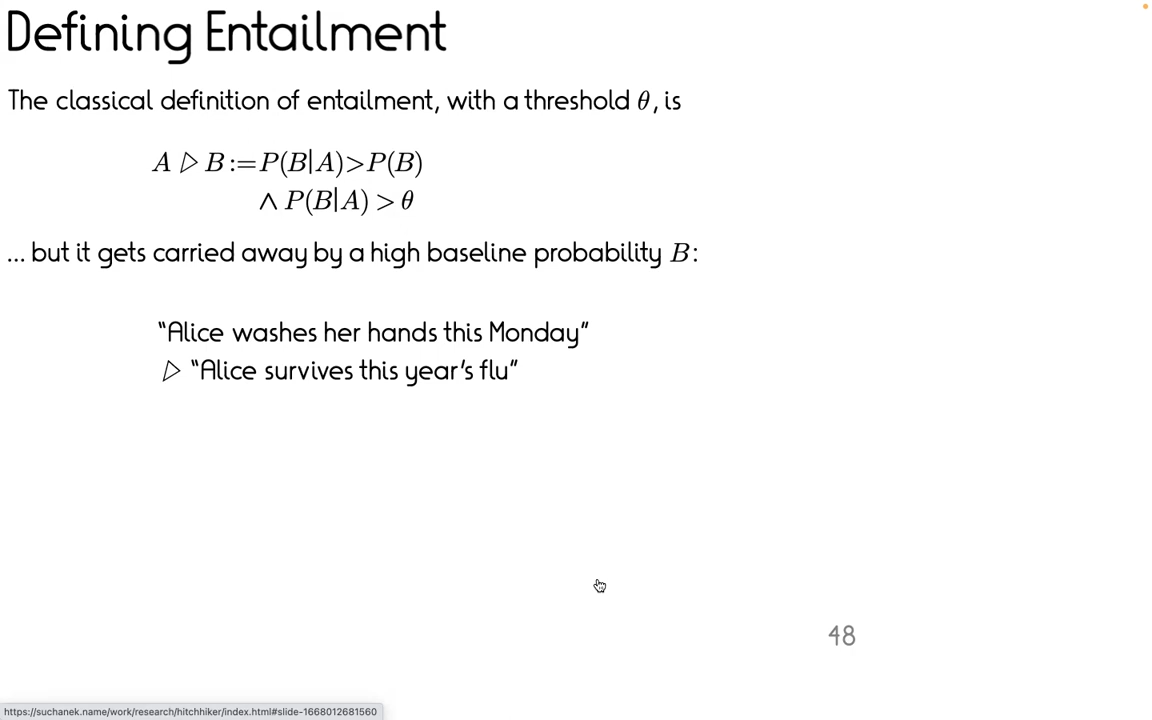 Defining Entailment
The classical definition of entailment, with a threshold θ, is
A ▷ B := P(B|A)>P(B)
∧ P(B|A) > θ
... but it gets carried away by a high baseline probability B:
“Alice washes her hands this Monday”
▷ “Alice survives this year’s flu”
48
https://suchanek.name/work/research/hitchhiker/index.html#slide-1668012681560